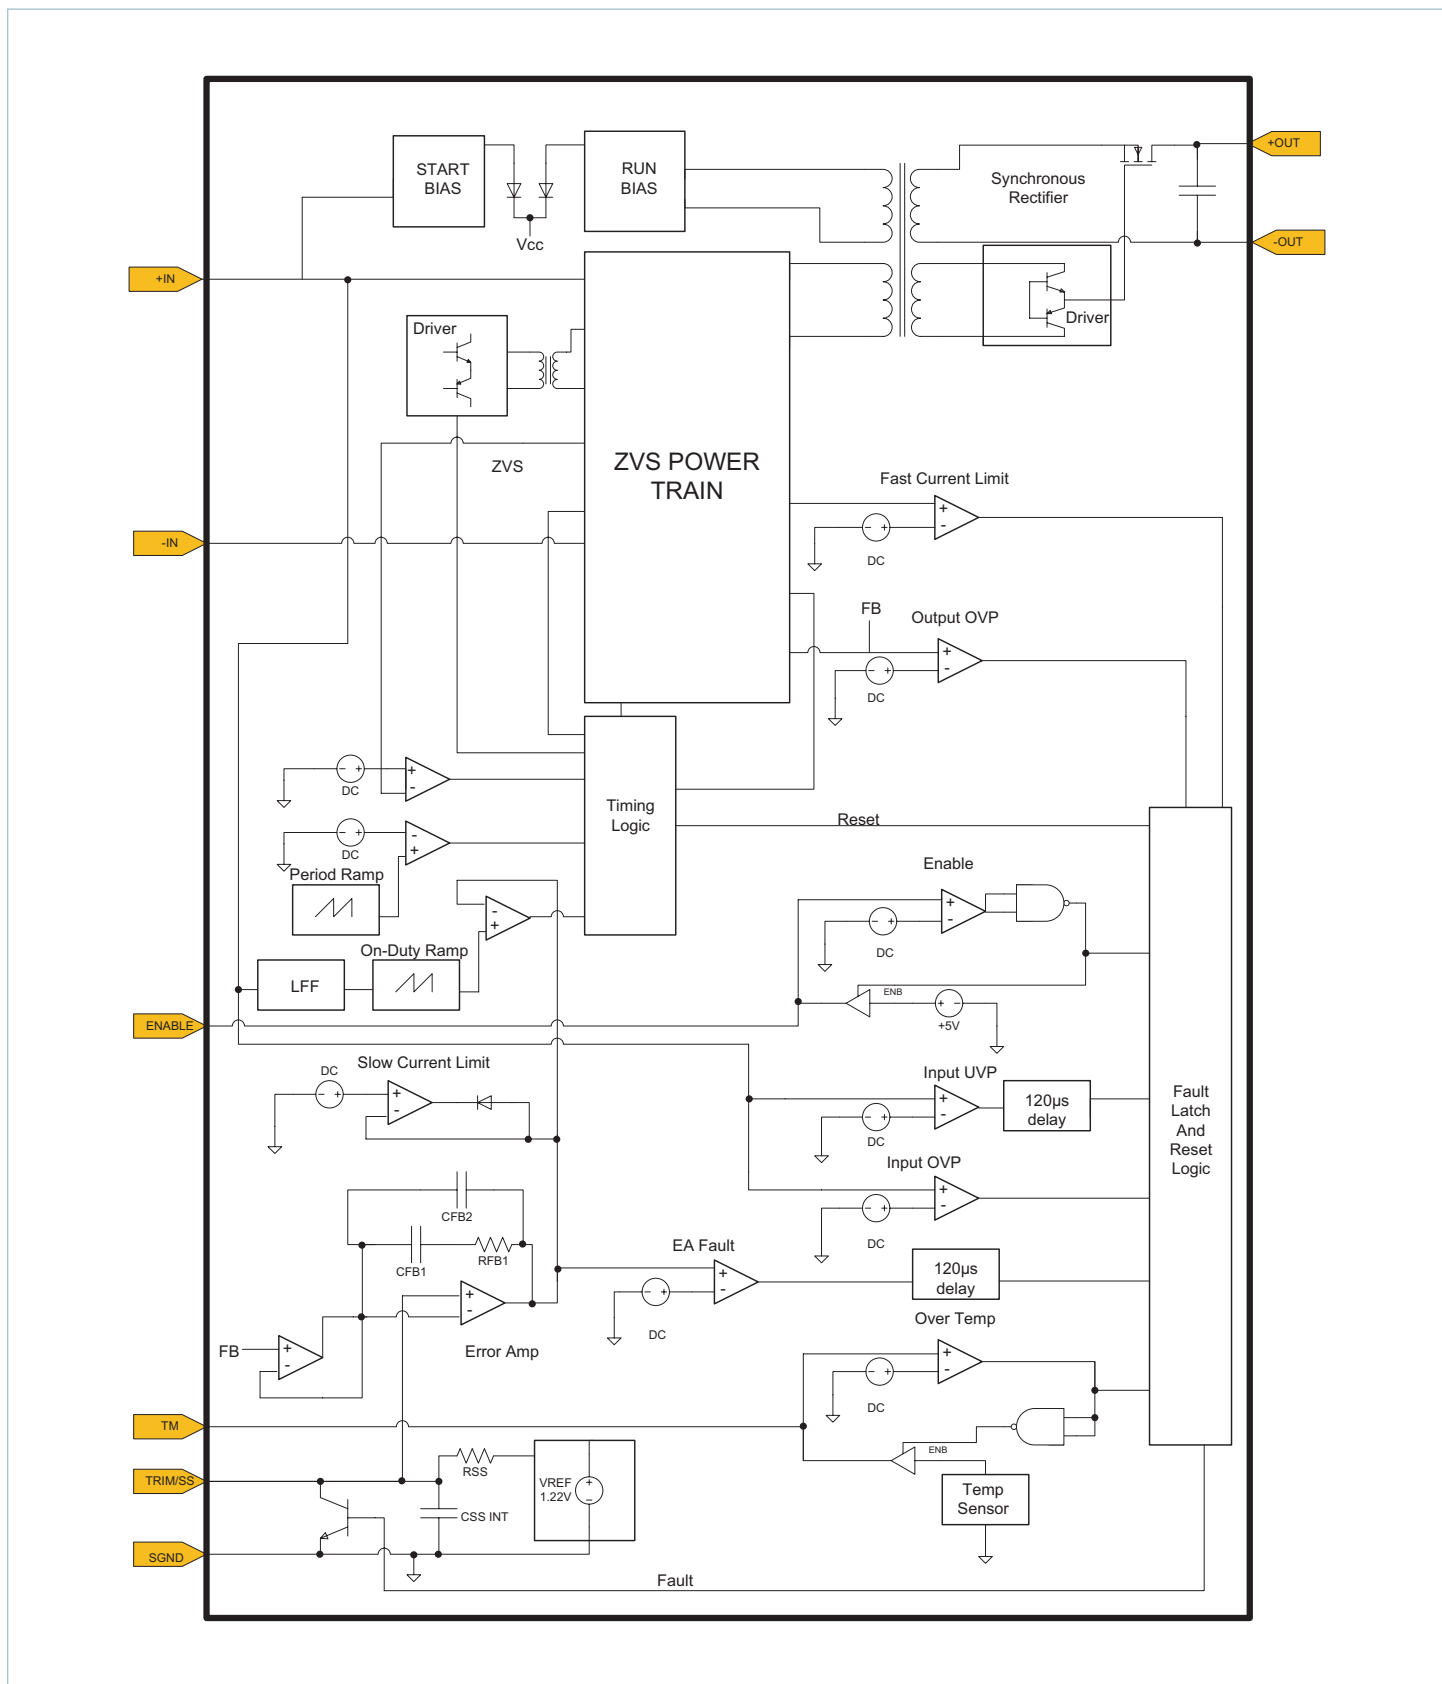 START
BIAS
RUN
BIAS
Vcc
Synchronous
Rectifier
+OUT
-OUT
+IN
Driver
Driver
ZVS
ZVS POWER
TRAIN
Fast Current Limit
+
-
- +
DC
-IN
FB
Output OVP
+
-
- +
DC
- +
DC
+
-
- +
DC
-
+
Timing
Logic
Reset
Period Ramp
Enable
+
-
- +
DC
-
+
On-Duty Ramp
LFF
ENB
+ -
+5V
ENABLE
Slow Current Limit
DC
- +
+
-
Input UVP
+
-
- +
DC
120µs
delay
Fault
Latch
And
Reset
Logic
Input OVP
+
-
- +
DC
CFB2
CFB1
RFB1
EA Fault
+
-
- +
DC
120µs
delay
+
-
Error Amp
FB
+
-
Over Temp
+
-
- +
DC
TM
ENB
TRIM/SS
RSS
VREF
1.22V
+
-
CSS INT
Temp
Sensor
SGND
Fault